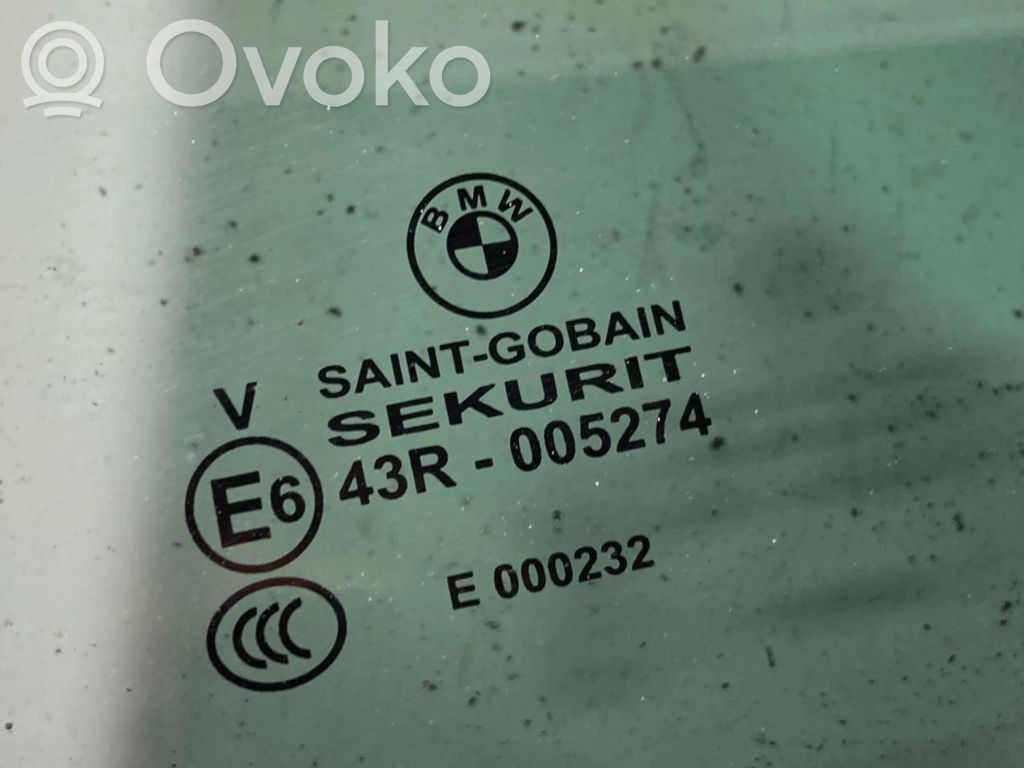 Ovoko
BMW
SAINT-GOBAIN
SEKURIT
V
E6 43R - 005274
E 000232
CCC